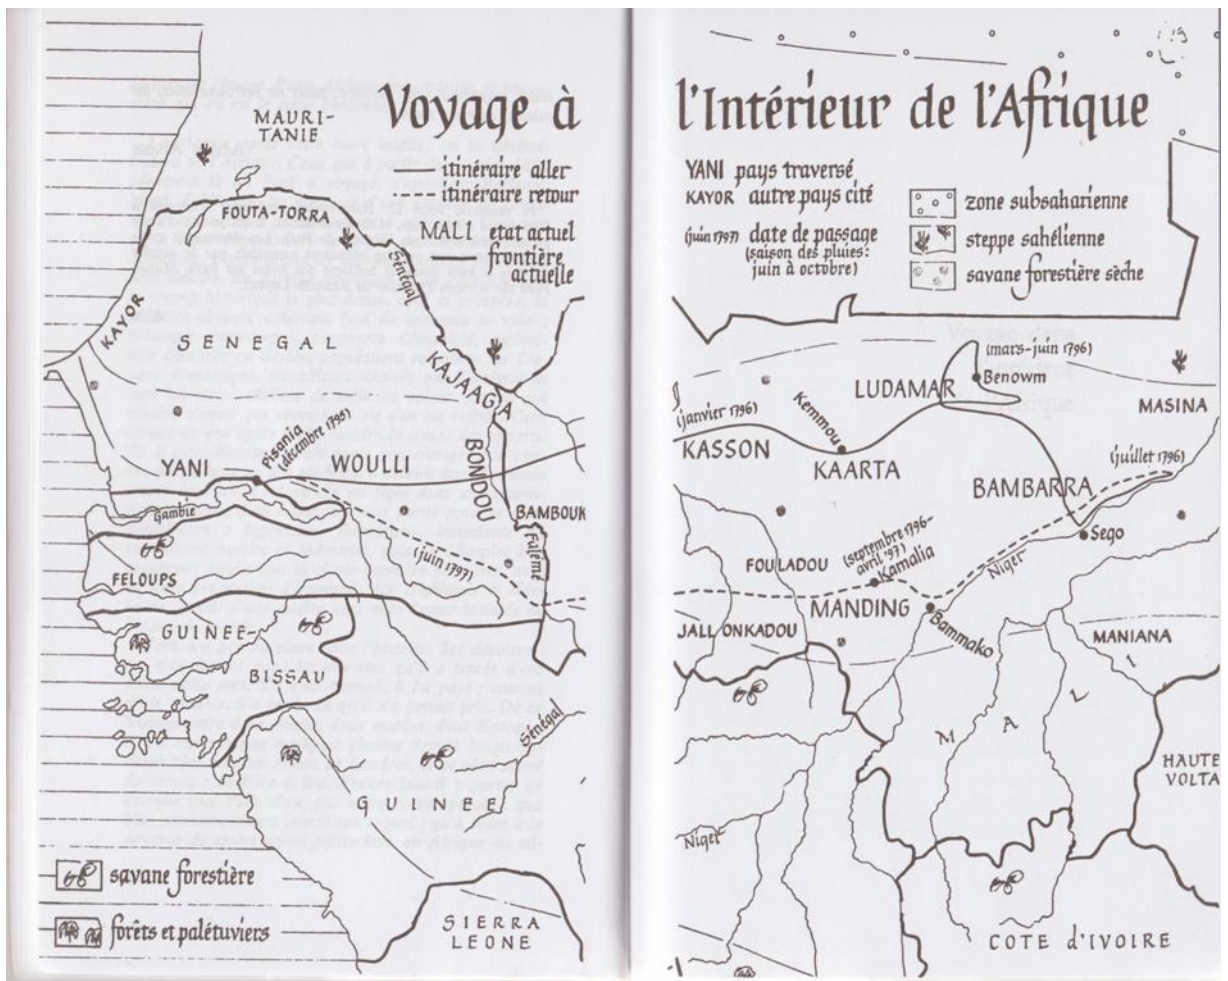 Voyage à l'Intérieur de l'Afrique
MAURI-
TANIE
itinéraire aller
itinéraire retour
MALI etat actuel
frontière
actuelle
FOUTA-TORRA
Sénégal
KAYOR
SENEGAL
KAJAAGA
Pisania
(décembre 1795)
YANI
WOULLI
BONDOU
BAMBOUK
Gambie
Falémé
(juin 1797)
FELOUPS
GUINEE-
BISSAU
Sénégal
GUINEE
savane forestière
forêts et palétuviers
SIERRA
LEONE
YANI pays traversé
KAYOR autre pays cité
(juin 1797) date de passage
(saison des pluies:
juin à octobre)
zone subsaharienne
steppe sahélienne
savane forestière sèche
(mars-juin 1796)
Benowm
LUDAMAR
MASINA
(janvier 1796)
Kemmou
KASSON
KAARTA
(juillet 1796)
BAMBARRA
Sego
(septembre 1796-
avril '97)
Kamalia
FOULADOU
Niger
MANDING
Bammako
JALLONKADOU
MANIANA
MALI
HAUTE
VOLTA
Niger
COTE d'IVOIRE